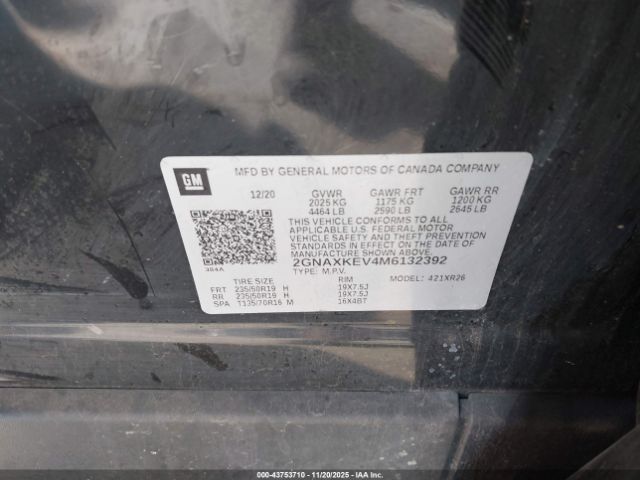 MFD BY GENERAL MOTORS OF CANADA COMPANY
GM
12/20 GVWR GAWR FRT GAWR RR
2025 KG 1175 KG 1200 KG
4464 LB 2590 LB 2645 LB
THIS VEHICLE CONFORMS TO ALL
APPLICABLE U.S. FEDERAL MOTOR
VEHICLE SAFETY AND THEFT PREVENTION
STANDARDS IN EFFECT ON THE DATE OF
MANUFACTURE SHOWN ABOVE.
2GNAXKEV4M6132392
384A TYPE: M.P.V.
TIRE SIZE RIM MODEL: 421XR26
FRT 235/50R19 H 19X7.5J
RR 235/50R19 H 19X7.5J
SPA T135/70R16 M 16X4BT
000-43753710 - 11/20/2025 - IAAI.COM